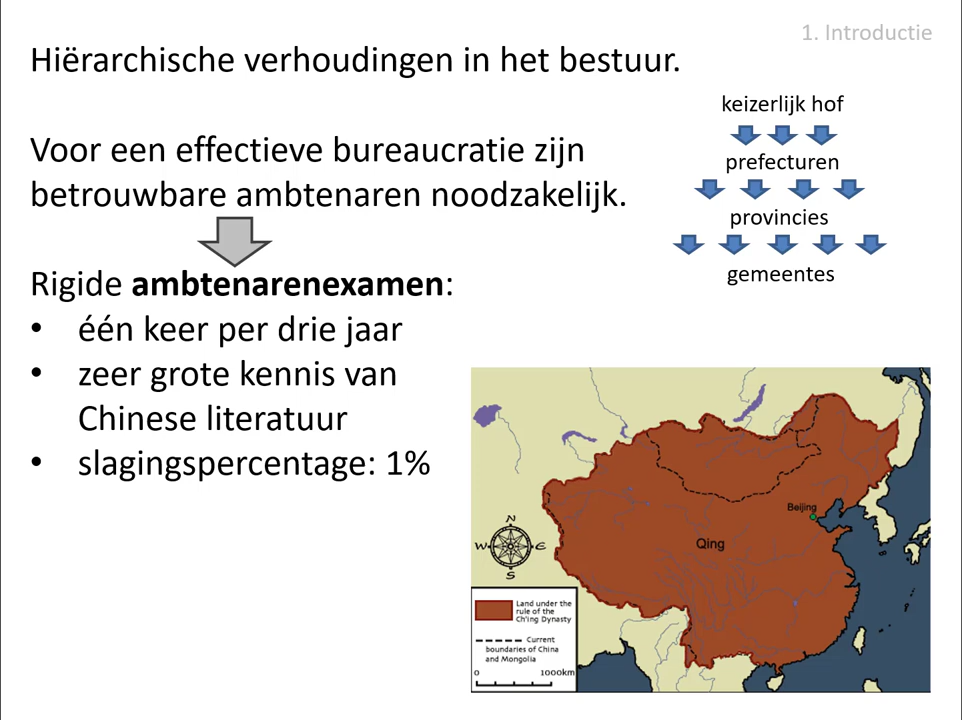 1. Introductie
Hiërarchische verhoudingen in het bestuur.
Voor een effectieve bureaucratie zijn
betrouwbare ambtenaren noodzakelijk.
Rigide ambtenarenexamen:
• één keer per drie jaar
• zeer grote kennis van
Chinese literatuur
• slagingspercentage: 1%
keizerlijk hof
prefecturen
provincies
gemeentes
Beijing
Qing
N
W E
S
Land under the
rule of the
Ch'ing Dynasty
Current
boundaries of China
and Mongolia
0 1000km